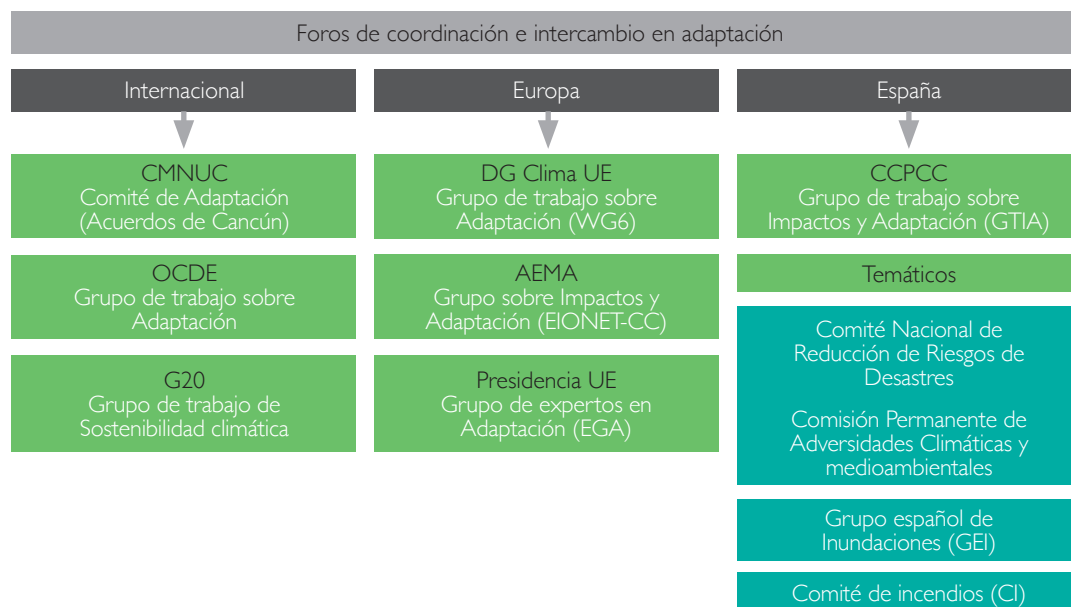 Foros de coordinación e intercambio en adaptación
Internacional
CMNUC
Comité de Adaptación
(Acuerdos de Cancún)
OCDE
Grupo de trabajo sobre
Adaptación
G20
Grupo de trabajo de
Sostenibilidad climática
Europa
DG Clima UE
Grupo de trabajo sobre
Adaptación (WG6)
AEMA
Grupo sobre Impactos y
Adaptación (EIONET-CC)
Presidencia UE
Grupo de expertos en
Adaptación (EGA)
España
CCPCC
Grupo de trabajo sobre
Impactos y Adaptación (GTIA)
Temáticos
Comité Nacional de
Reducción de Riesgos de
Desastres
Comisión Permanente de
Adversidades Climáticas y
medioambientales
Grupo español de
Inundaciones (GEI)
Comité de incendios (CI)